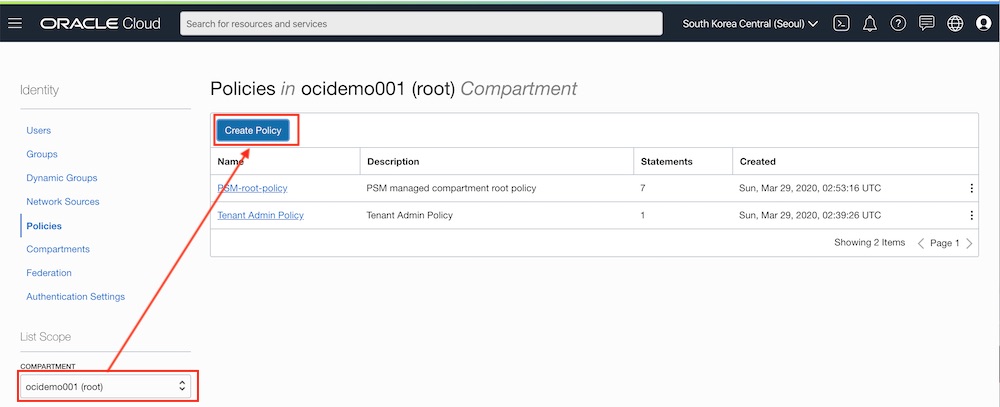 ORACLE Cloud
Search for resources and services
South Korea Central (Seoul)
Identity
Users
Groups
Dynamic Groups
Network Sources
Policies
Compartments
Federation
Authentication Settings
List Scope
COMPARTMENT
ocidemo001 (root)
Policies in ocidemo001 (root) Compartment
Create Policy
Name Description Statements Created
PSM-root-policy PSM managed compartment root policy 7 Sun, Mar 29, 2020, 02:53:16 UTC
Tenant Admin Policy Tenant Admin Policy 1 Sun, Mar 29, 2020, 02:39:26 UTC
Showing 2 Items Page 1